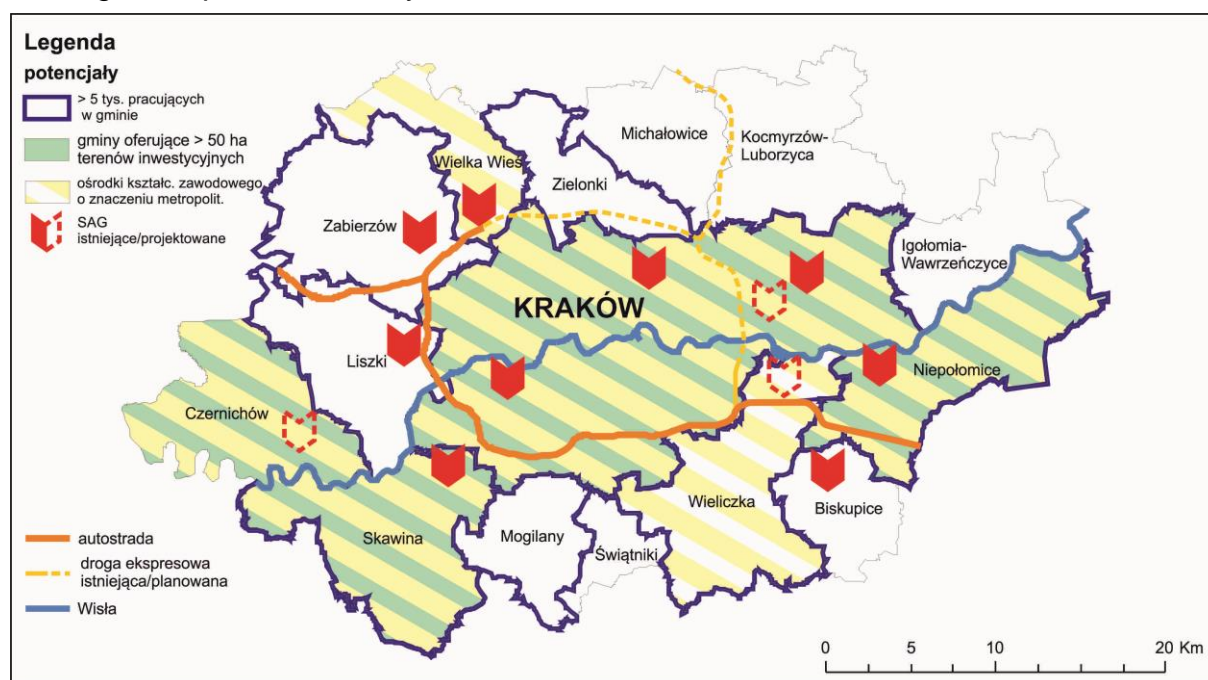 Legenda
potencjały
> 5 tys. pracujących
w gminie
gminy oferujące > 50 ha
terenów inwestycyjnych
ośrodki kształc. zawodowego
o znaczeniu metropolit.
SAG
istniejące/projektowane
Michałowice
Kocmyrzów-
Luborzyca
Wielka Wieś
Zielonki
Zabierzów
Igołomia-
Wawrzeńczyce
KRAKÓW
Liszki
Niepołomice
Czernichów
Wieliczka
Biskupice
Skawina
Mogilany
Świątniki
autostrada
droga ekspresowa
istniejąca/planowana
Wisła
0 5 10 20 Km